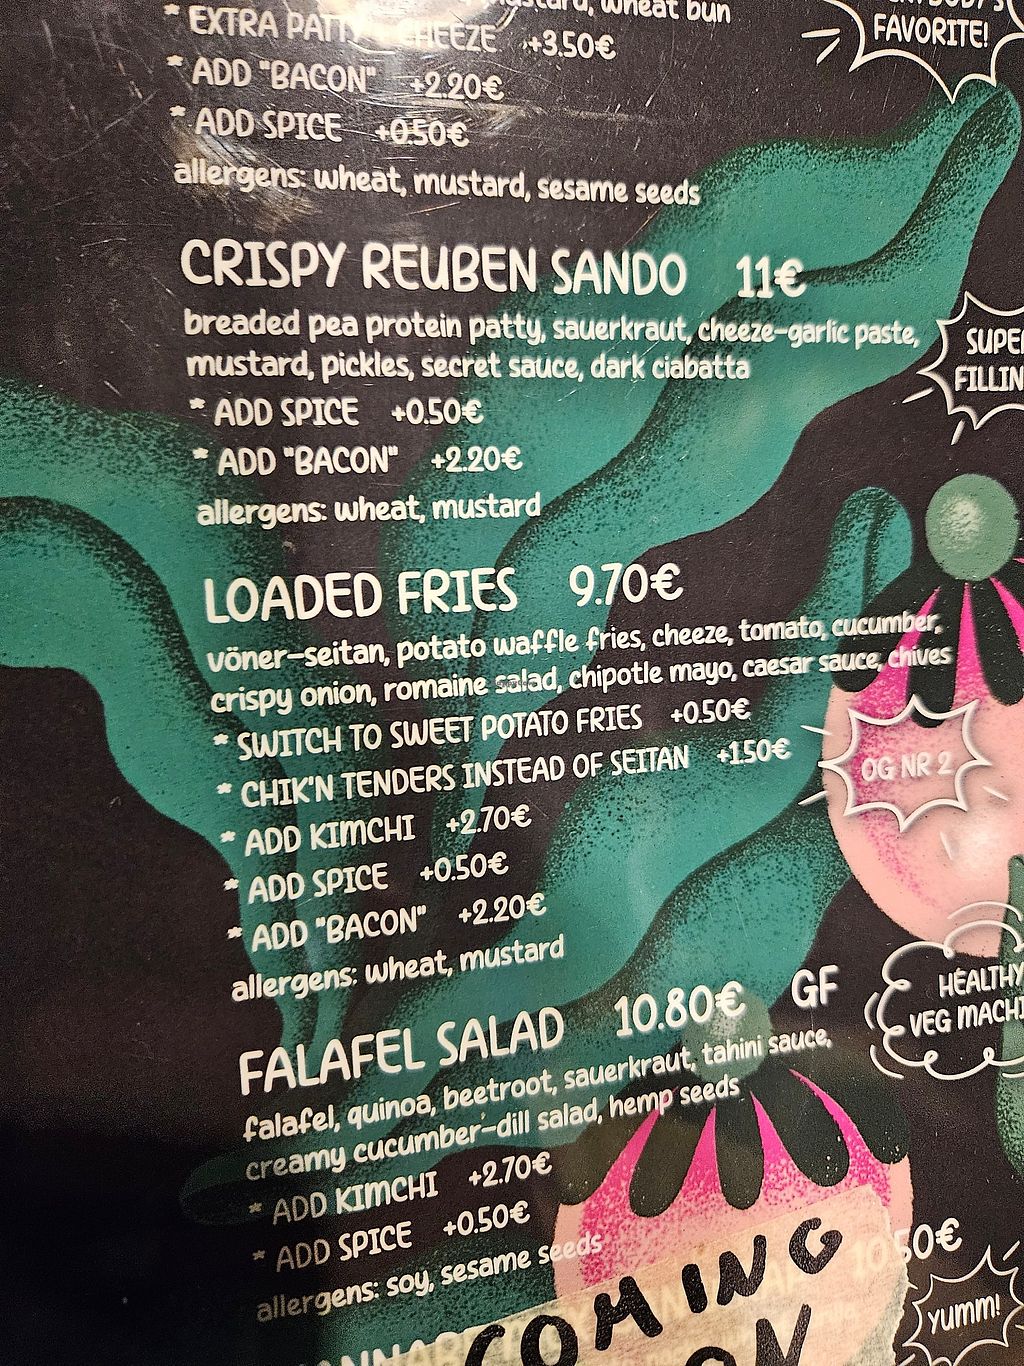 mustard, wheat bun
* EXTRA PATTY + CHEEZE +3.50€
FAVORITE!
* ADD "BACON" +2.20€
* ADD SPICE +0.50€
allergens: wheat, mustard, sesame seeds
CRISPY REUBEN SANDO 11€
breaded pea protein patty, sauerkraut, cheeze-garlic paste,
mustard, pickles, secret sauce, dark ciabatta
SUPER
FILLIN
* ADD SPICE +0.50€
* ADD "BACON" +2.20€
allergens: wheat, mustard
LOADED FRIES 9.70€
vöner-seitan, potato waffle fries, cheeze, tomato, cucumber,
crispy onion, romaine salad, chipotle mayo, caesar sauce, chives
* SWITCH TO SWEET POTATO FRIES +0.50€
* CHIK'N TENDERS INSTEAD OF SEITAN +1.50€
OG NR 2
* ADD KIMCHI +2.70€
* ADD SPICE +0.50€
* ADD "BACON" +2.20€
allergens: wheat, mustard
FALAFEL SALAD 10.80€ GF
HEALTHY
VEG MACHI
falafel, quinoa, beetroot, sauerkraut, tahini sauce,
creamy cucumber-dill salad, hemp seeds
* ADD KIMCHI +2.70€
* ADD SPICE +0.50€
allergens: soy, sesame seeds
10.50€
COMING
YUMM!